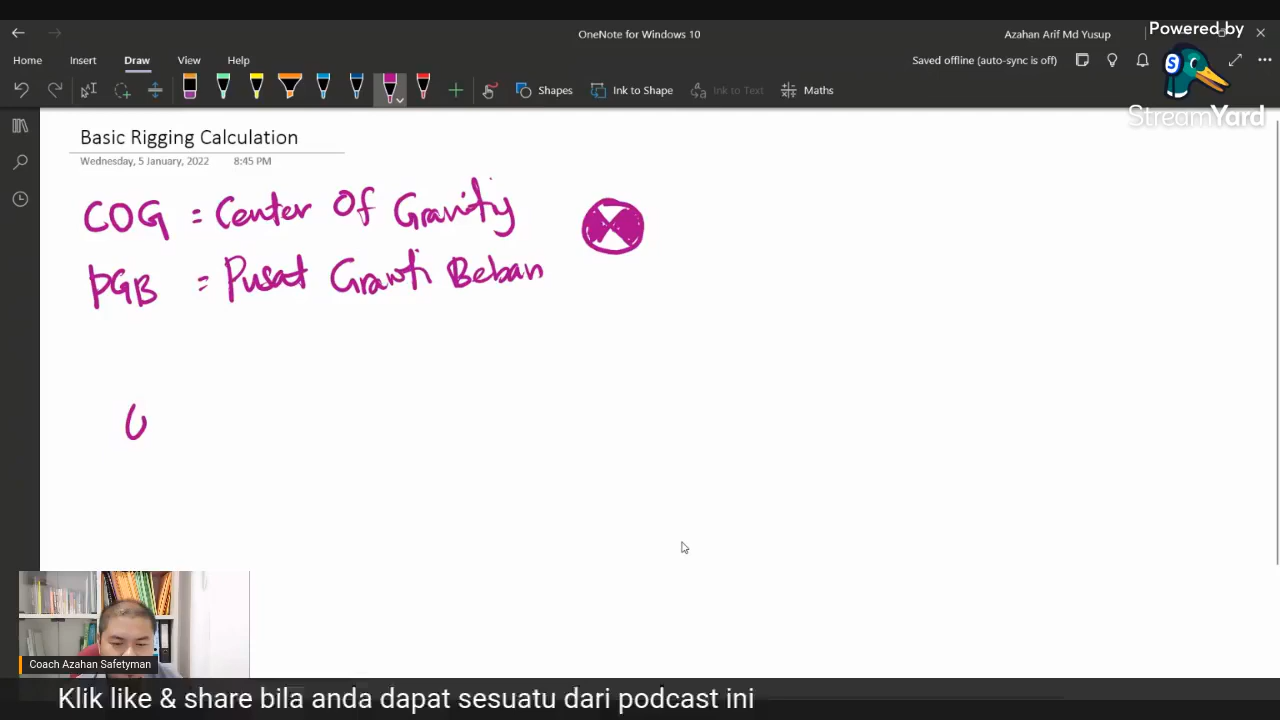 OneNote for Windows 10
Azahan Arif Md Yusup
Powered by
StreamYard
Home Insert Draw View Help
Saved offline (auto-sync is off)
Shapes Ink to Shape Ink to Text Maths
Basic Rigging Calculation
Wednesday, 5 January, 2022 8:45 PM
COG = Center Of Gravity
PGB = Pusat Graviti Beban
Coach Azahan Safetyman
Klik like & share bila anda dapat sesuatu dari podcast ini